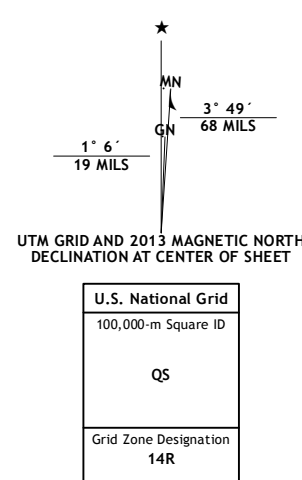 ★
MN
3° 49´
68 MILS
GN
1° 6´
19 MILS
UTM GRID AND 2013 MAGNETIC NORTH
DECLINATION AT CENTER OF SHEET
U.S. National Grid
100,000-m Square ID
QS
Grid Zone Designation
14R